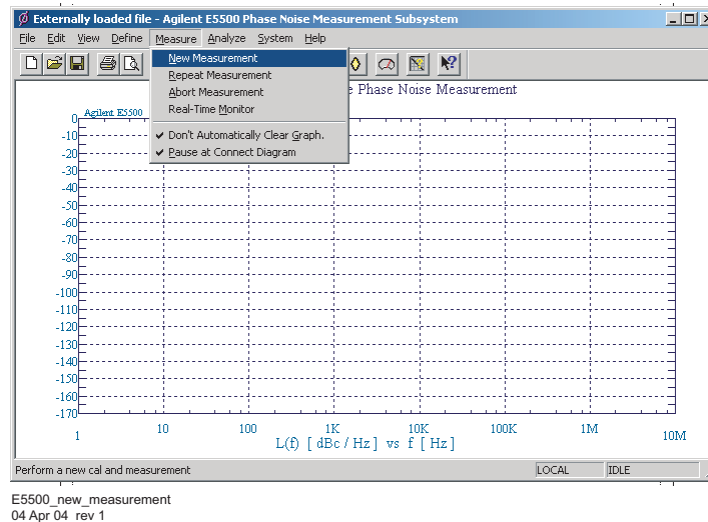 Externally loaded file - Agilent E5500 Phase Noise Measurement Subsystem
File Edit View Define Measure Analyze System Help
New Measurement
Repeat Measurement
Abort Measurement
Real-Time Monitor
✔ Don't Automatically Clear Graph.
✔ Pause at Connect Diagram
e Phase Noise Measurement
Agilent E5500
0
-10
-20
-30
-40
-50
-60
-70
-80
-90
-100
-110
-120
-130
-140
-150
-160
-170
1 10 100 1K 10K 100K 1M 10M
L(f) [ dBc / Hz ] vs f [ Hz ]
Perform a new cal and measurement LOCAL IDLE
E5500_new_measurement
04 Apr 04 rev 1